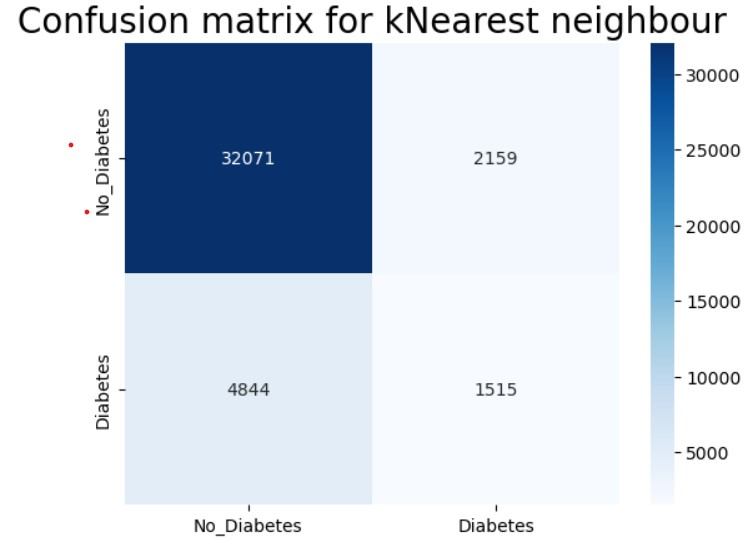 Confusion matrix for kNearest neighbour
No_Diabetes
32071
2159
Diabetes
4844
1515
No_Diabetes
Diabetes
30000
25000
20000
15000
10000
5000